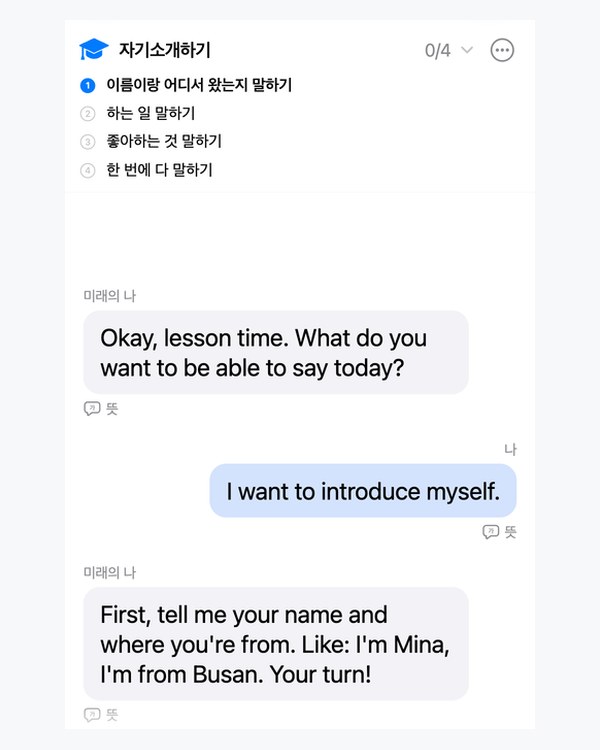 자기소개하기
0/4
1 이름이랑 어디서 왔는지 말하기
2 하는 일 말하기
3 좋아하는 것 말하기
4 한 번에 다 말하기
미래의 나
Okay, lesson time. What do you
want to be able to say today?
뜻
나
I want to introduce myself.
뜻
미래의 나
First, tell me your name and
where you're from. Like: I'm Mina,
I'm from Busan. Your turn!
뜻